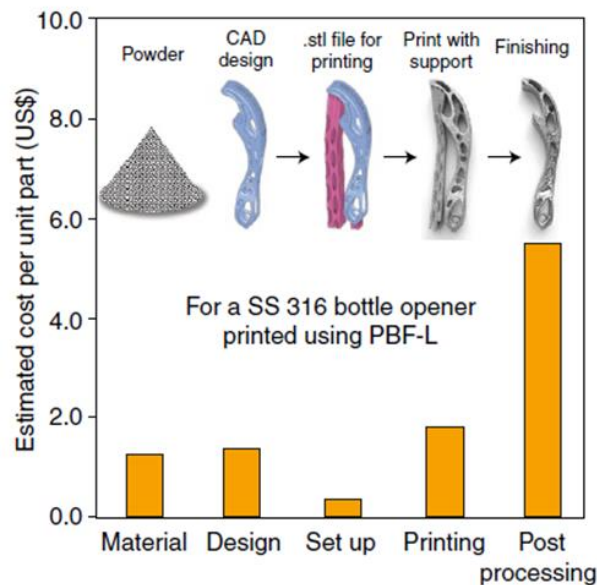 Estimated cost per unit part (US$)
10.0
8.0
6.0
4.0
2.0
0.0
Powder
CAD
design
.stl file for
printing
Print with
support
Finishing
For a SS 316 bottle opener
printed using PBF-L
Material
Design
Set up
Printing
Post
processing